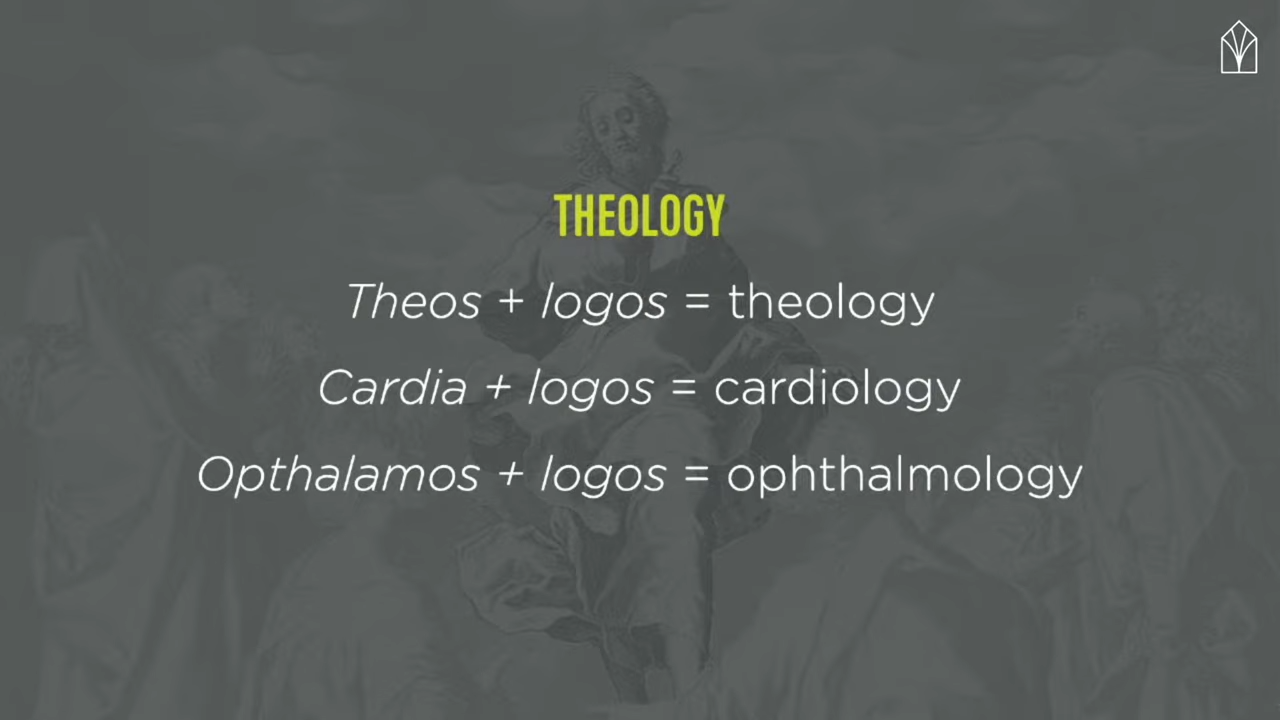 THEOLOGY
Theos + logos = theology
Cardia + logos = cardiology
Opthalamos + logos = ophthalmology